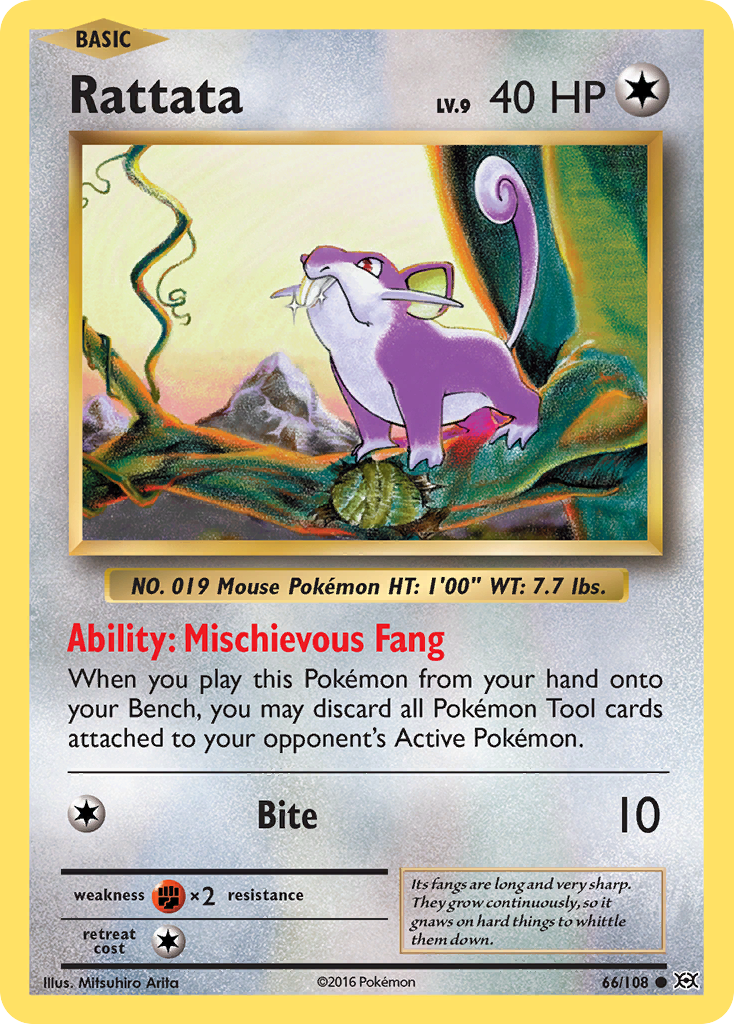 BASIC
Rattata LV.9 40 HP
NO. 019 Mouse Pokémon HT: 1'00" WT: 7.7 lbs.
Ability: Mischievous Fang
When you play this Pokémon from your hand onto
your Bench, you may discard all Pokémon Tool cards
attached to your opponent's Active Pokémon.
Bite 10
weakness ×2 resistance
retreat
cost
Its fangs are long and very sharp.
They grow continuously, so it
gnaws on hard things to whittle
them down.
Illus. Mitsuhiro Arita ©2016 Pokémon 66/108